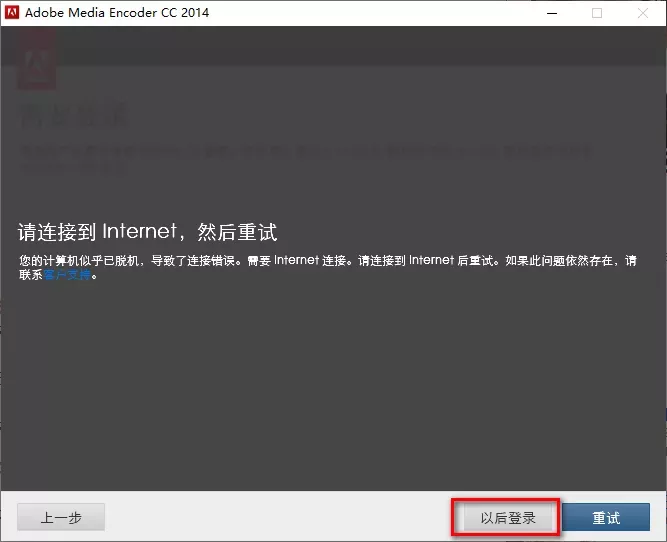 Adobe Media Encoder CC 2014
请连接到 Internet，然后重试
您的计算机似乎已脱机，导致了连接错误。需要 Internet 连接。请连接到 Internet 后重试。如果此问题依然存在，请
联系客户支持。
上一步
以后登录
重试